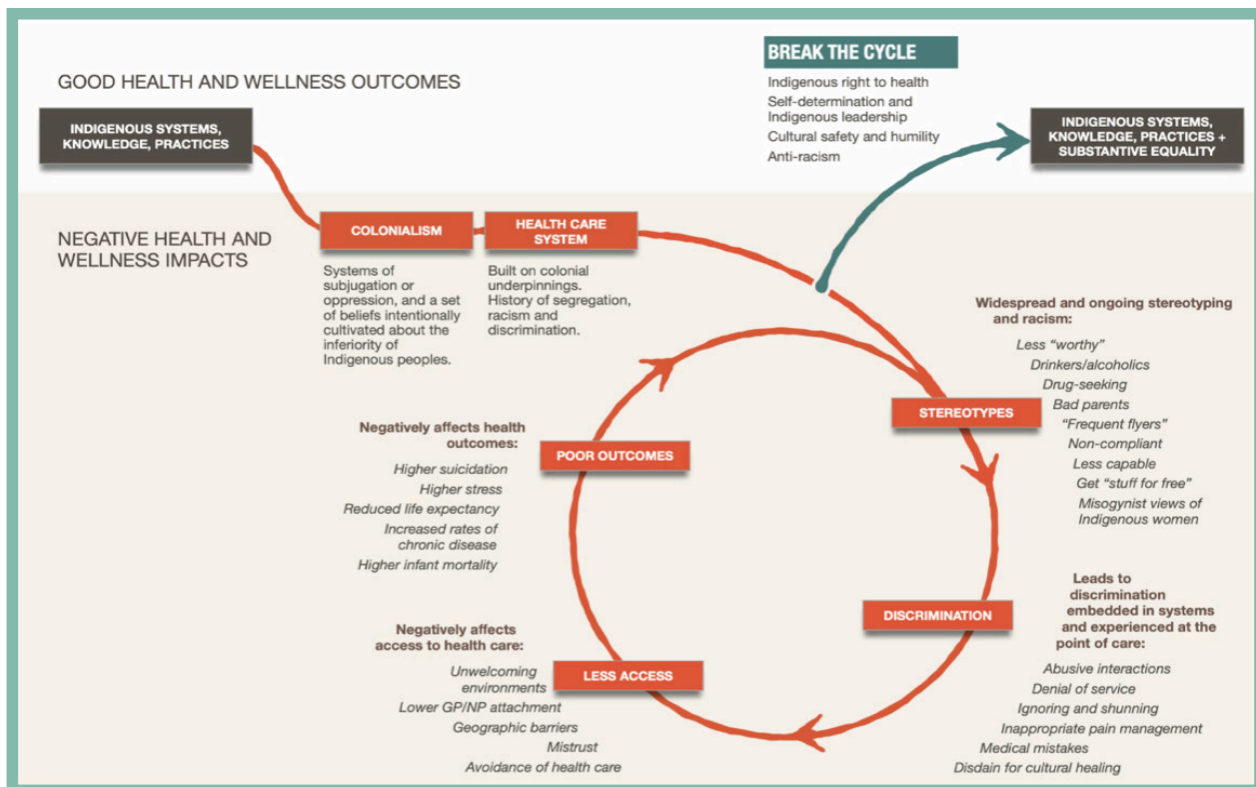 GOOD HEALTH AND WELLNESS OUTCOMES
INDIGENOUS SYSTEMS,
KNOWLEDGE, PRACTICES
BREAK THE CYCLE
Indigenous right to health
Self-determination and
Indigenous leadership
Cultural safety and humility
Anti-racism
INDIGENOUS SYSTEMS,
KNOWLEDGE, PRACTICES +
SUBSTANTIVE EQUALITY
NEGATIVE HEALTH AND
WELLNESS IMPACTS
COLONIALISM
Systems of
subjugation or
oppression, and a set
of beliefs intentionally
cultivated about the
inferiority of
Indigenous peoples.
HEALTH CARE
SYSTEM
Built on colonial
underpinnings.
History of segregation,
racism and
discrimination.
STEREOTYPES
Widespread and ongoing stereotyping
and racism:
Less “worthy”
Drinkers/alcoholics
Drug-seeking
Bad parents
“Frequent flyers”
Non-compliant
Less capable
Get “stuff for free”
Misogynist views of
Indigenous women
DISCRIMINATION
Leads to
discrimination
embedded in systems
and experienced at the
point of care:
Abusive interactions
Denial of service
Ignoring and shunning
Inappropriate pain management
Medical mistakes
Disdain for cultural healing
LESS ACCESS
Negatively affects
access to health care:
Unwelcoming
environments
Lower GP/NP attachment
Geographic barriers
Mistrust
Avoidance of health care
POOR OUTCOMES
Negatively affects health
outcomes:
Higher suicidation
Higher stress
Reduced life expectancy
Increased rates of
chronic disease
Higher infant mortality